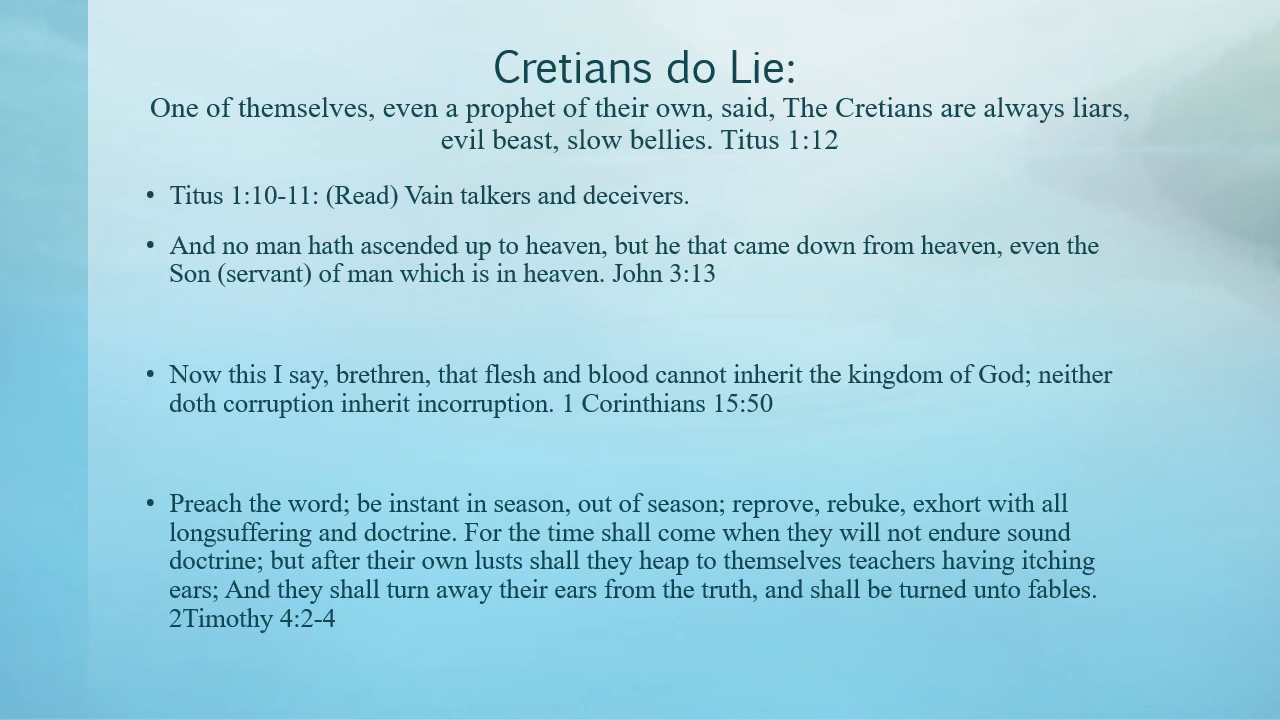 Cretians do Lie:
One of themselves, even a prophet of their own, said, The Cretians are always liars,
evil beast, slow bellies. Titus 1:12
• Titus 1:10-11: (Read) Vain talkers and deceivers.
• And no man hath ascended up to heaven, but he that came down from heaven, even the
Son (servant) of man which is in heaven. John 3:13
• Now this I say, brethren, that flesh and blood cannot inherit the kingdom of God; neither
doth corruption inherit incorruption. 1 Corinthians 15:50
• Preach the word; be instant in season, out of season; reprove, rebuke, exhort with all
longsuffering and doctrine. For the time shall come when they will not endure sound
doctrine; but after their own lusts shall they heap to themselves teachers having itching
ears; And they shall turn away their ears from the truth, and shall be turned unto fables.
2Timothy 4:2-4